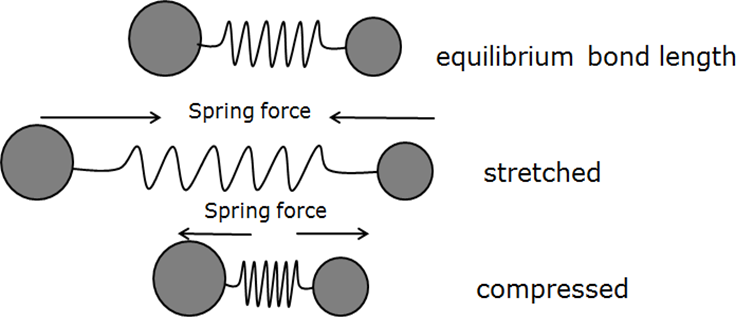 equilibrium bond length
Spring force
stretched
Spring force
compressed